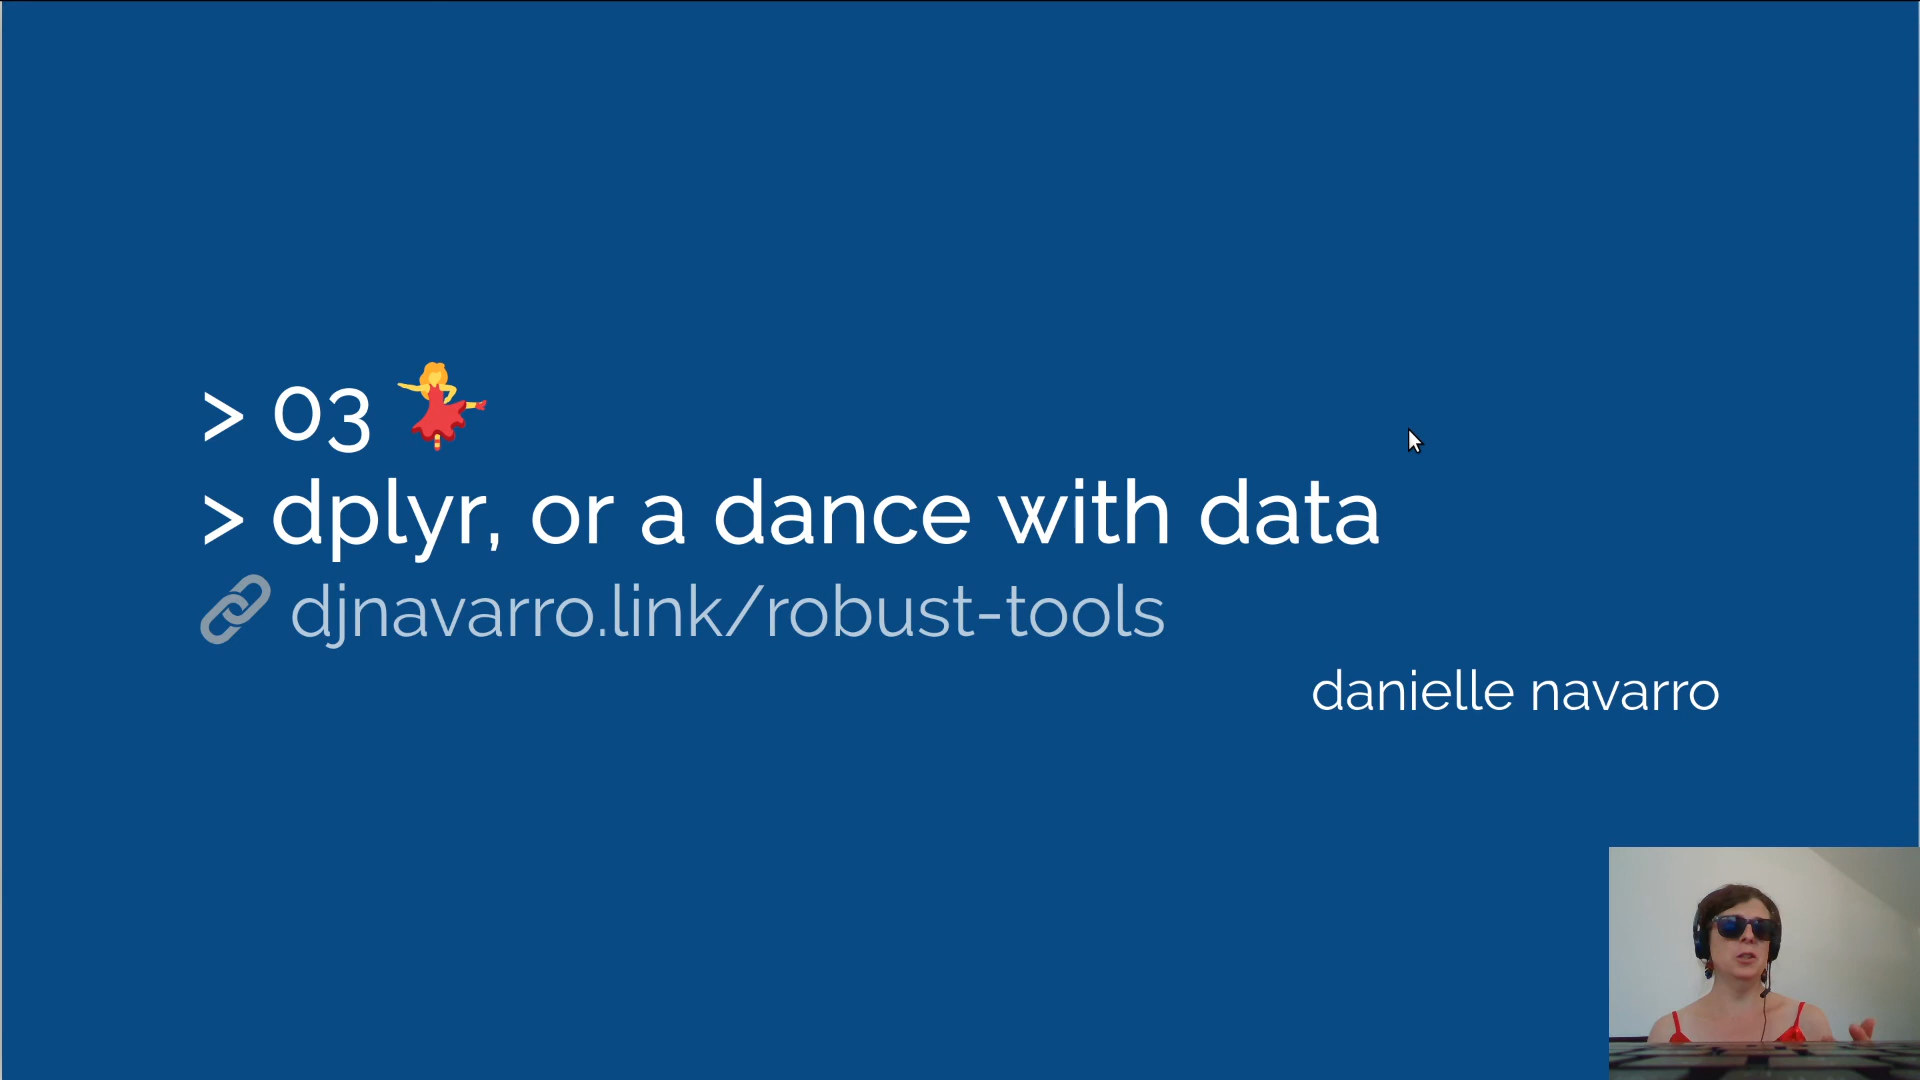 > 03 💃
> dplyr, or a dance with data
🔗 djnavarro.link/robust-tools
danielle navarro